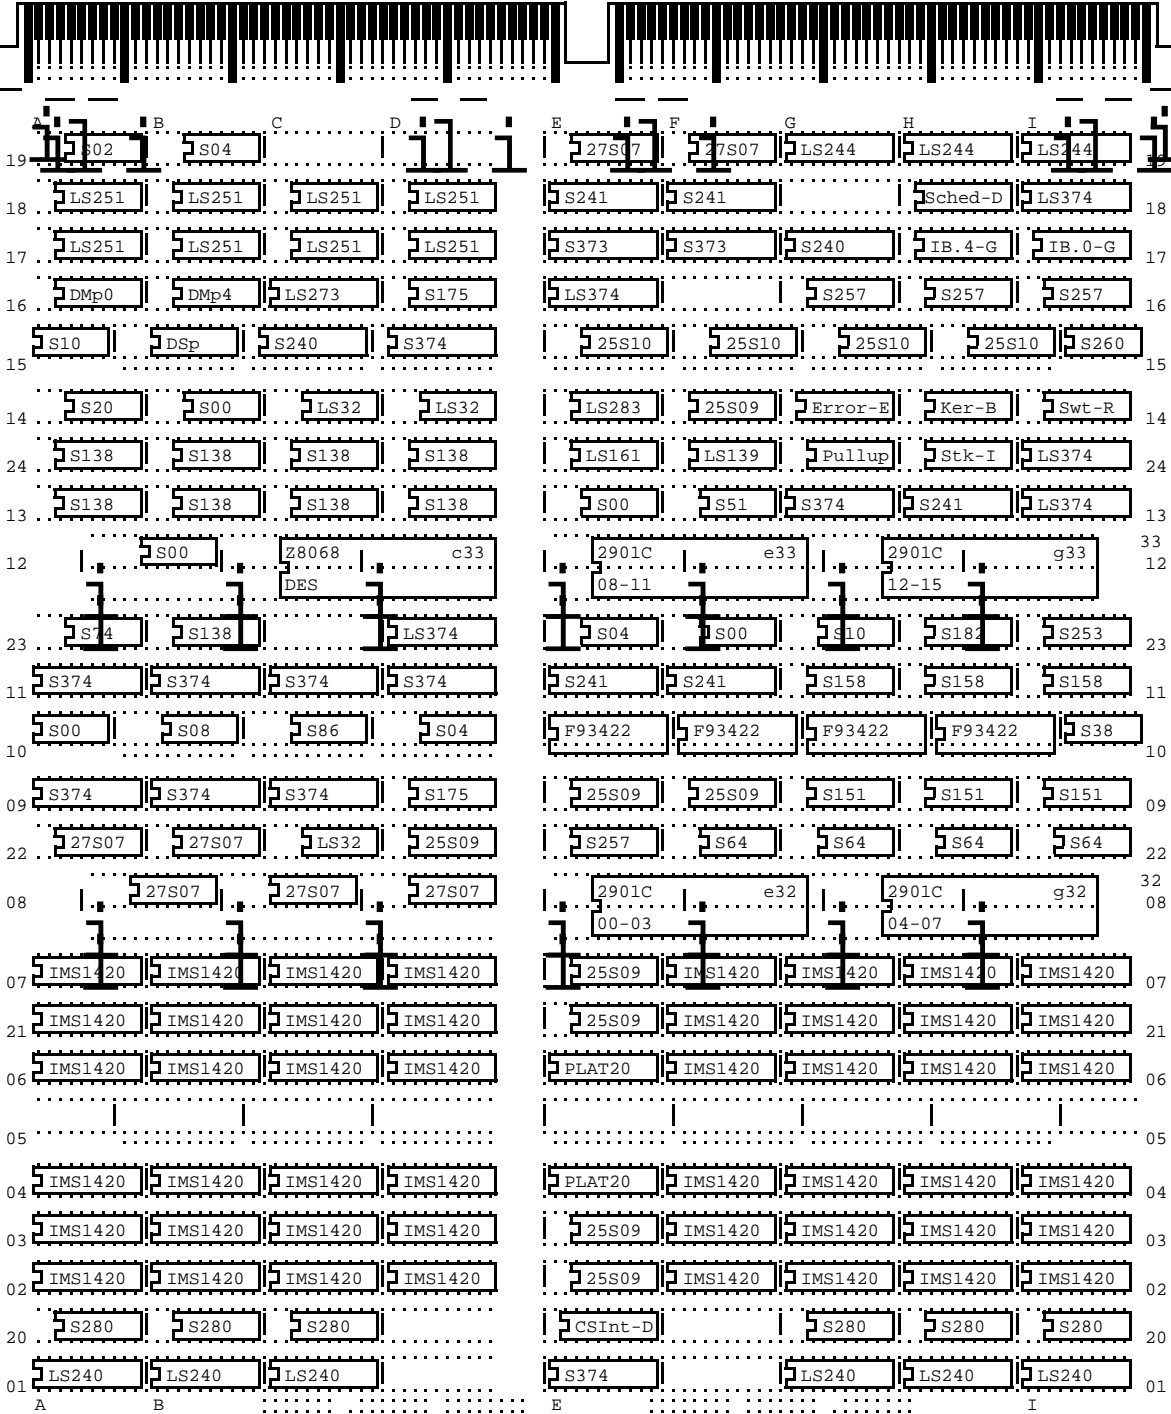 A B C D E F G H I
19 S02 S04 27S07 27S07 LS244 LS244 LS244 19
18 LS251 LS251 LS251 LS251 S241 S241 Sched-D LS374 18
17 LS251 LS251 LS251 LS251 S373 S373 S240 IB.4-G IB.0-G 17
16 DMp0 DMp4 LS273 S175 LS374 S257 S257 S257 16
15 S10 DSp S240 S374 25S10 25S10 25S10 25S10 S260 15
14 S20 S00 LS32 LS32 LS283 25S09 Error-E Ker-B Swt-R 14
24 S138 S138 S138 S138 LS161 LS139 Pullup Stk-I LS374 24
13 S138 S138 S138 S138 S00 S51 S374 S241 LS374 13
33
12 S00 Z8068 c33 2901C e33 2901C g33 12
DES 08-11 12-15
23 S74 S138 LS374 S04 S00 S10 S182 S253 23
11 S374 S374 S374 S374 S241 S241 S158 S158 S158 11
10 S00 S08 S86 S04 F93422 F93422 F93422 F93422 S38 10
09 S374 S374 S374 S175 25S09 25S09 S151 S151 S151 09
22 27S07 27S07 LS32 25S09 S257 S64 S64 S64 S64 22
32
08 27S07 27S07 27S07 2901C e32 2901C g32 08
00-03 04-07
07 IMS1420 IMS1420 IMS1420 IMS1420 25S09 IMS1420 IMS1420 IMS1420 IMS1420 07
21 IMS1420 IMS1420 IMS1420 IMS1420 25S09 IMS1420 IMS1420 IMS1420 IMS1420 21
06 IMS1420 IMS1420 IMS1420 IMS1420 PLAT20 IMS1420 IMS1420 IMS1420 IMS1420 06
05 05
04 IMS1420 IMS1420 IMS1420 IMS1420 PLAT20 IMS1420 IMS1420 IMS1420 IMS1420 04
03 IMS1420 IMS1420 IMS1420 IMS1420 25S09 IMS1420 IMS1420 IMS1420 IMS1420 03
02 IMS1420 IMS1420 IMS1420 IMS1420 25S09 IMS1420 IMS1420 IMS1420 IMS1420 02
20 S280 S280 S280 CSInt-D S280 S280 S280 20
01 LS240 LS240 LS240 S374 LS240 LS240 LS240 01
A B E I